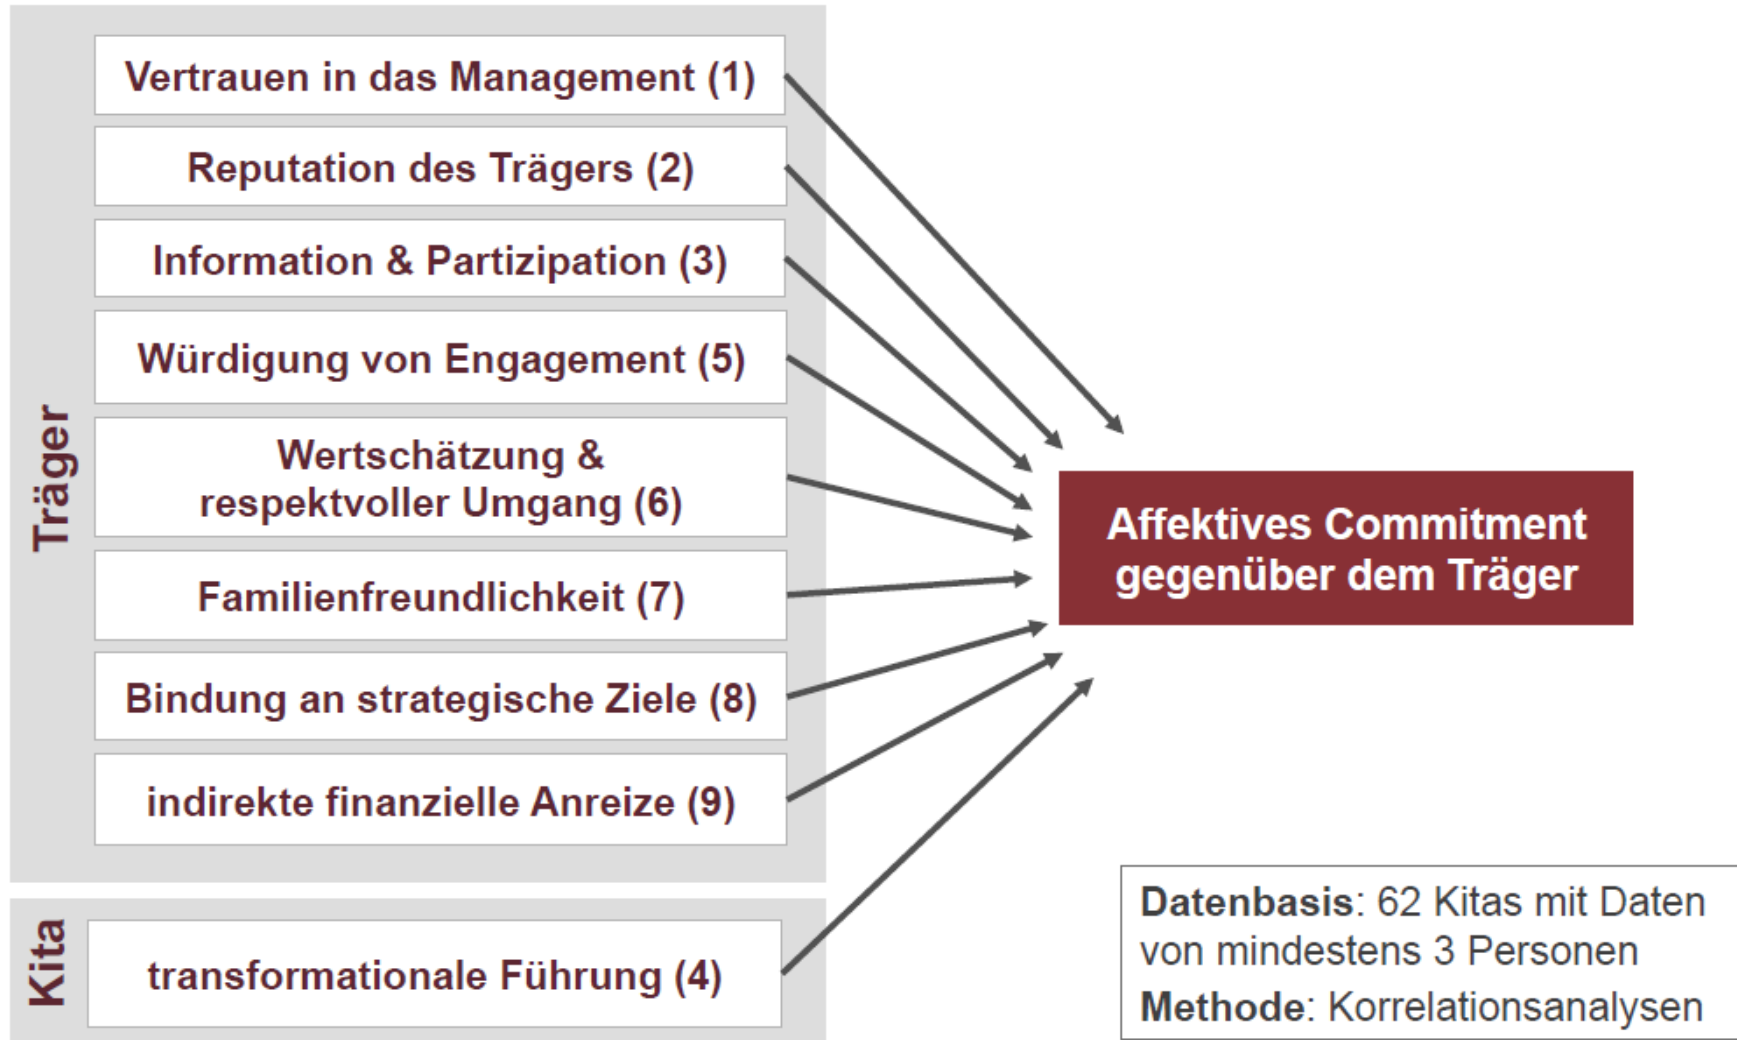 Träger
Vertrauen in das Management (1)
Reputation des Trägers (2)
Information & Partizipation (3)
Würdigung von Engagement (5)
Wertschätzung &
respektvoller Umgang (6)
Familienfreundlichkeit (7)
Bindung an strategische Ziele (8)
indirekte finanzielle Anreize (9)
Kita
transformationale Führung (4)
Affektives Commitment
gegenüber dem Träger
Datenbasis: 62 Kitas mit Daten
von mindestens 3 Personen
Methode: Korrelationsanalysen